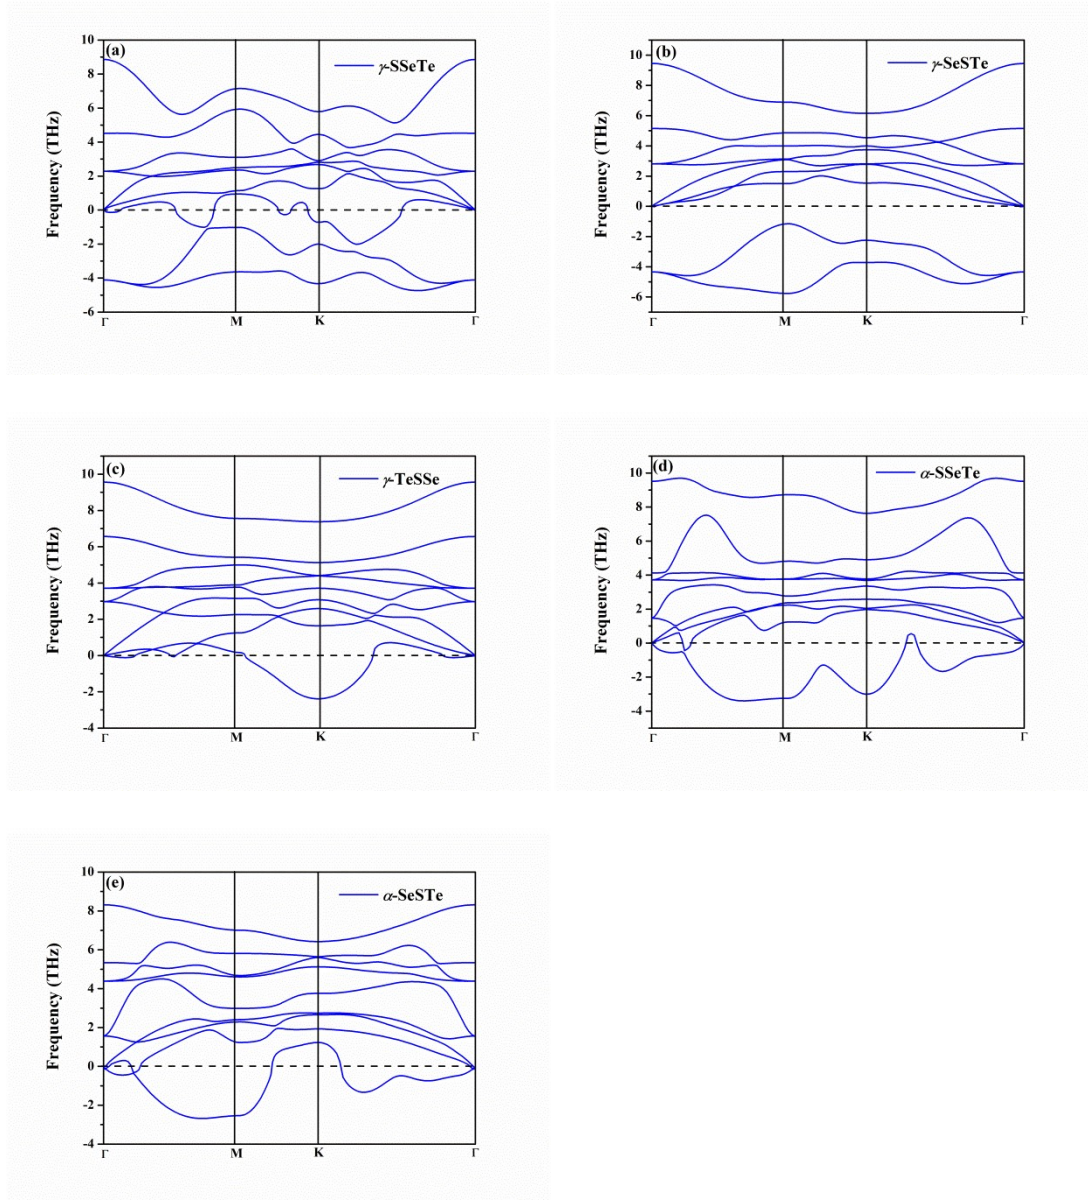 (a)
γ-SSeTe
Frequency (THz)
10
8
6
4
2
0
-2
-4
-6
Γ M K Γ
(b)
γ-SeSTe
Frequency (THz)
10
8
6
4
2
0
-2
-4
-6
Γ M K Γ
(c)
γ-TeSSe
Frequency (THz)
10
8
6
4
2
0
-2
-4
Γ M K Γ
(d)
α-SSeTe
Frequency (THz)
10
8
6
4
2
0
-2
-4
Γ M K Γ
(e)
α-SeSTe
Frequency (THz)
10
8
6
4
2
0
-2
-4
Γ M K Γ